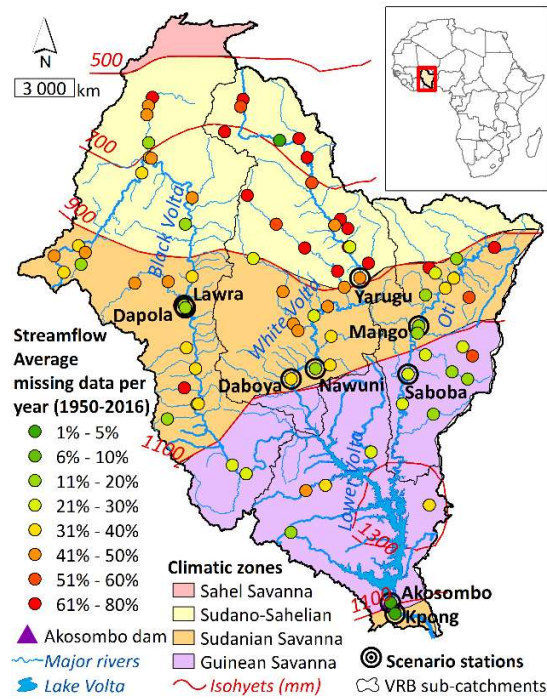 N
3 000 km
500
700
900
Black Volta
White Volta
Oti
Lawra
Dapola
Yarugu
Mango
Daboya
Nawuni
Saboba
1100
Lower Volta
1300
1100
Akosombo
Kpong
Streamflow
Average
missing data per
year (1950-2016)
1% - 5%
6% - 10%
11% - 20%
21% - 30%
31% - 40%
41% - 50%
51% - 60%
61% - 80%
Akosombo dam
Major rivers
Lake Volta
Climatic zones
Sahel Savanna
Sudano-Sahelian
Sudanian Savanna
Guinean Savanna
Isohyets (mm)
Scenario stations
VRB sub-catchments